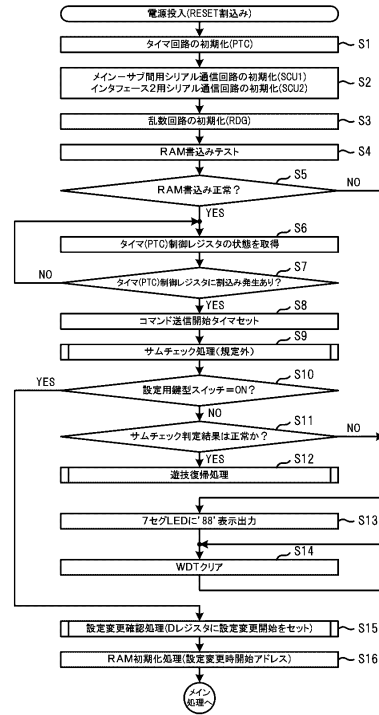 電源投入(RESET割込み)
タイマ回路の初期化(PTC)
S1
メイン－サブ間用シリアル通信回路の初期化(SCU1)
インタフェース2用シリアル通信回路の初期化(SCU2)
S2
乱数回路の初期化(RDG)
S3
RAM書込みテスト
S4
S5
RAM書込み正常？
NO
YES
S6
タイマ(PTC)制御レジスタの状態を取得
S7
NO
タイマ(PTC)制御レジスタに割込み発生あり？
YES
S8
コマンド送信開始タイマセット
S9
サムチェック処理(規定外)
S10
YES
設定用鍵型スイッチ＝ON？
NO
S11
サムチェック判定結果は正常か？
NO
YES
S12
遊技復帰処理
7セグLEDに'88'表示出力
S13
S14
WDTクリア
設定変更確認処理(Dレジスタに設定変更開始をセット)
S15
RAM初期化処理(設定変更時開始アドレス)
S16
メイン
処理へ